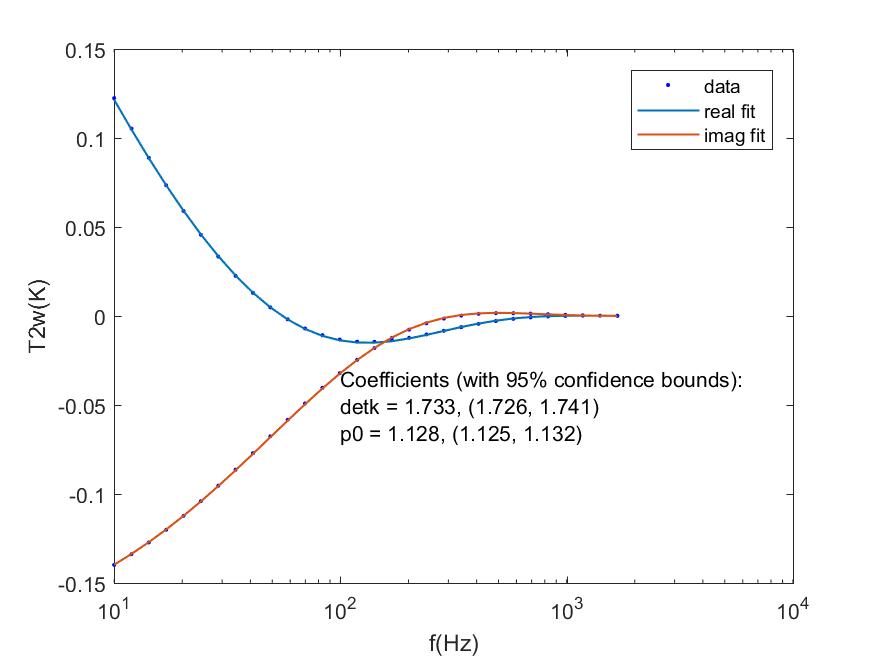 0.15
0.1
0.05
0
-0.05
-0.1
-0.15
T2w(K)
data
real fit
imag fit
Coefficients (with 95% confidence bounds):
detk = 1.733, (1.726, 1.741)
p0 = 1.128, (1.125, 1.132)
10^1 10^2 10^3 10^4
f(Hz)